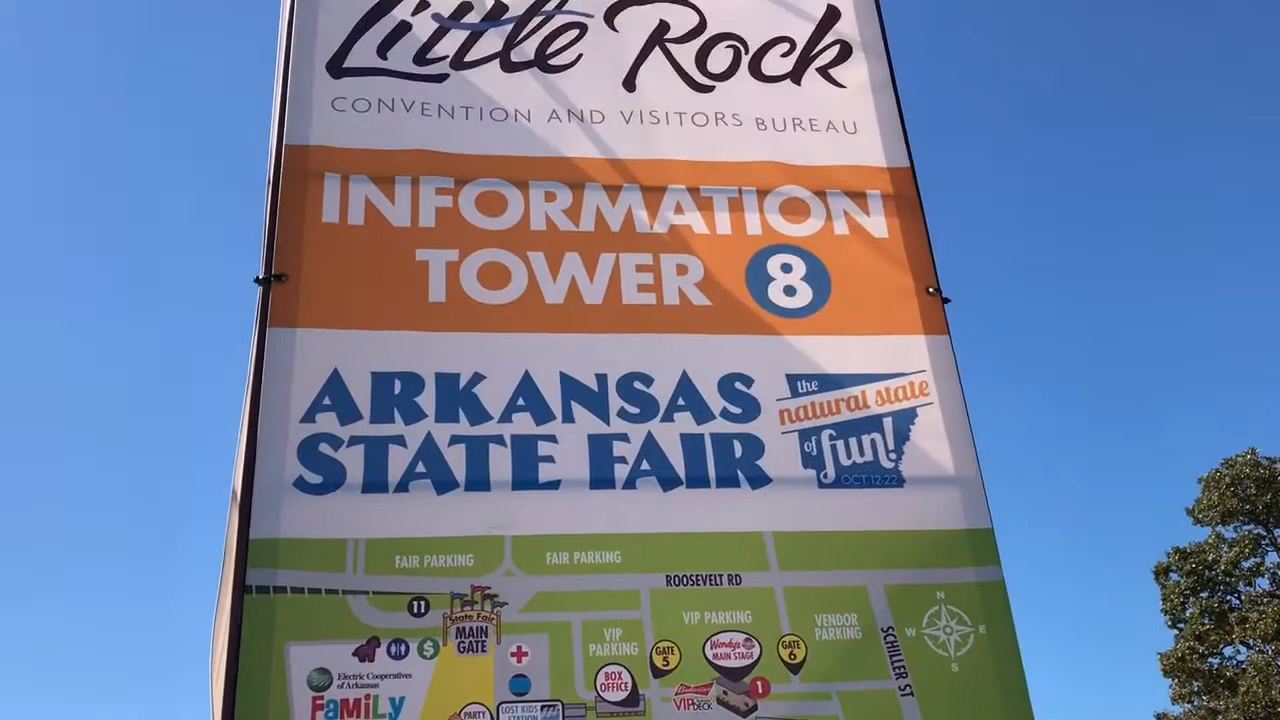 Little Rock
CONVENTION AND VISITORS BUREAU
INFORMATION
TOWER 8
ARKANSAS
STATE FAIR
the
natural state
of fun!
OCT. 12-22
FAIR PARKING
FAIR PARKING
ROOSEVELT RD
11
State Fair
MAIN
GATE
VIP PARKING
VIP
PARKING
VENDOR
PARKING
SCHILLER ST
N
W E
S
GATE
5
Wendy's
MAIN STAGE
GATE
6
$
Electric Cooperatives
of Arkansas
FAMiLY
BOX
OFFICE
Budweiser
VIP DECK
1
PARTY
LOST KIDS
STATION